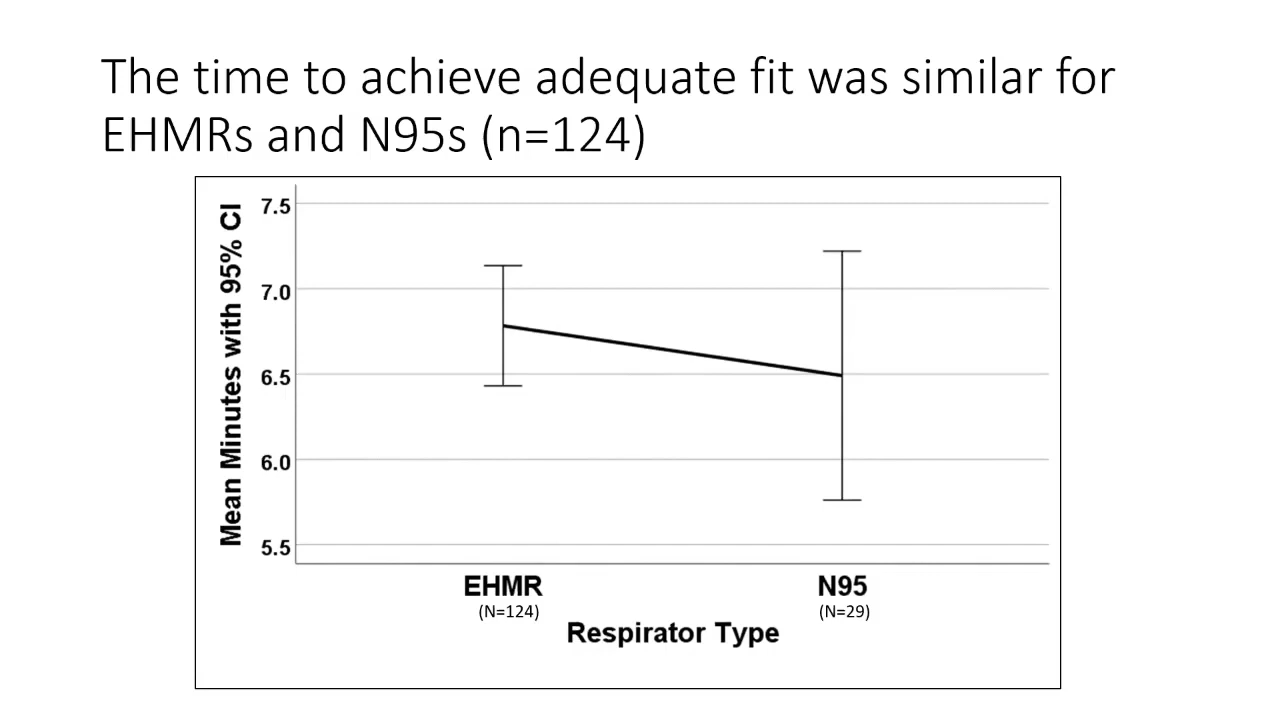 The time to achieve adequate fit was similar for
EHMRs and N95s (n=124)
Mean Minutes with 95% CI
7.5
7.0
6.5
6.0
5.5
EHMR
N95
(N=124)
(N=29)
Respirator Type